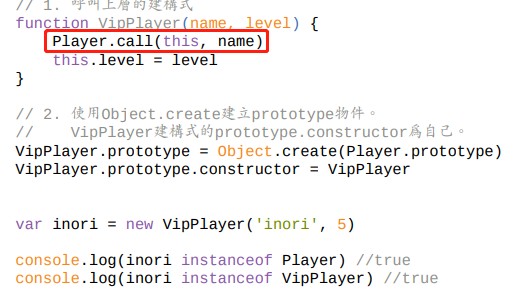 // 1. 呼叫上層的建構式
function VipPlayer(name, level) {
    Player.call(this, name)
    this.level = level
}

// 2. 使用Object.create建立prototype物件。
//    VipPlayer建構式的prototype.constructor為自己。
VipPlayer.prototype = Object.create(Player.prototype)
VipPlayer.prototype.constructor = VipPlayer

var inori = new VipPlayer('inori', 5)

console.log(inori instanceof Player) //true
console.log(inori instanceof VipPlayer) //true